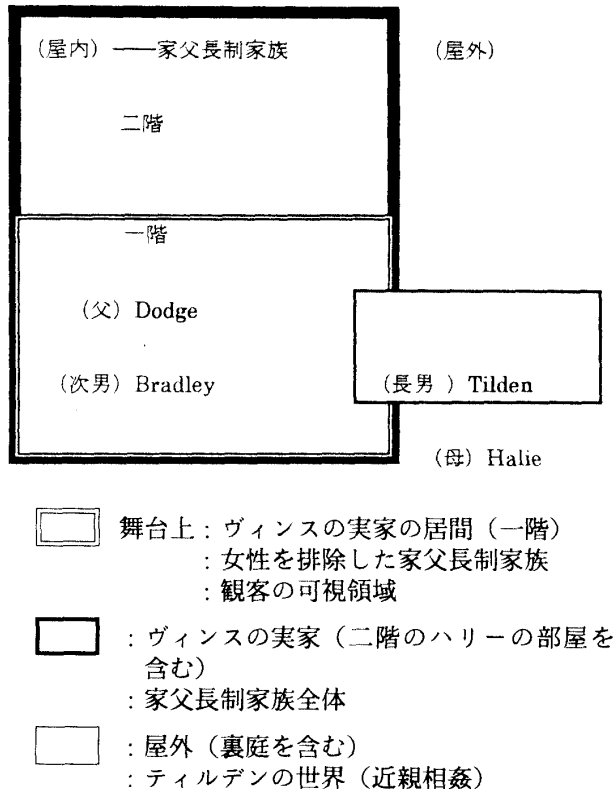 (屋内) ――家父長制家族 (屋外)
二階
一階
(父) Dodge
(次男) Bradley (長男 ) Tilden
(母) Halie
舞台上:ヴィンスの実家の居間(一階)
:女性を排除した家父長制家族
:観客の可視領域
:ヴィンスの実家(二階のハリーの部屋を
含む)
:家父長制家族全体
:屋外(裏庭を含む)
:ティルデンの世界(近親相姦)